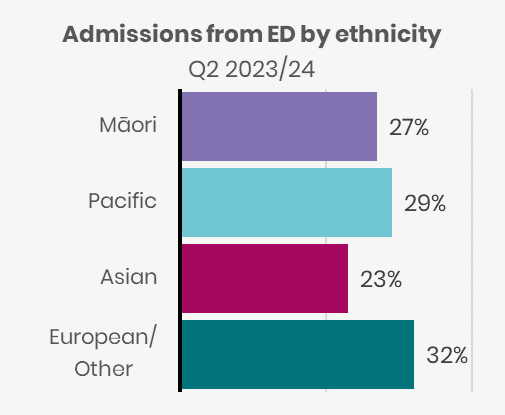 Admissions from ED by ethnicity
Q2 2023/24
Māori
27%
Pacific
29%
Asian
23%
European/
Other
32%